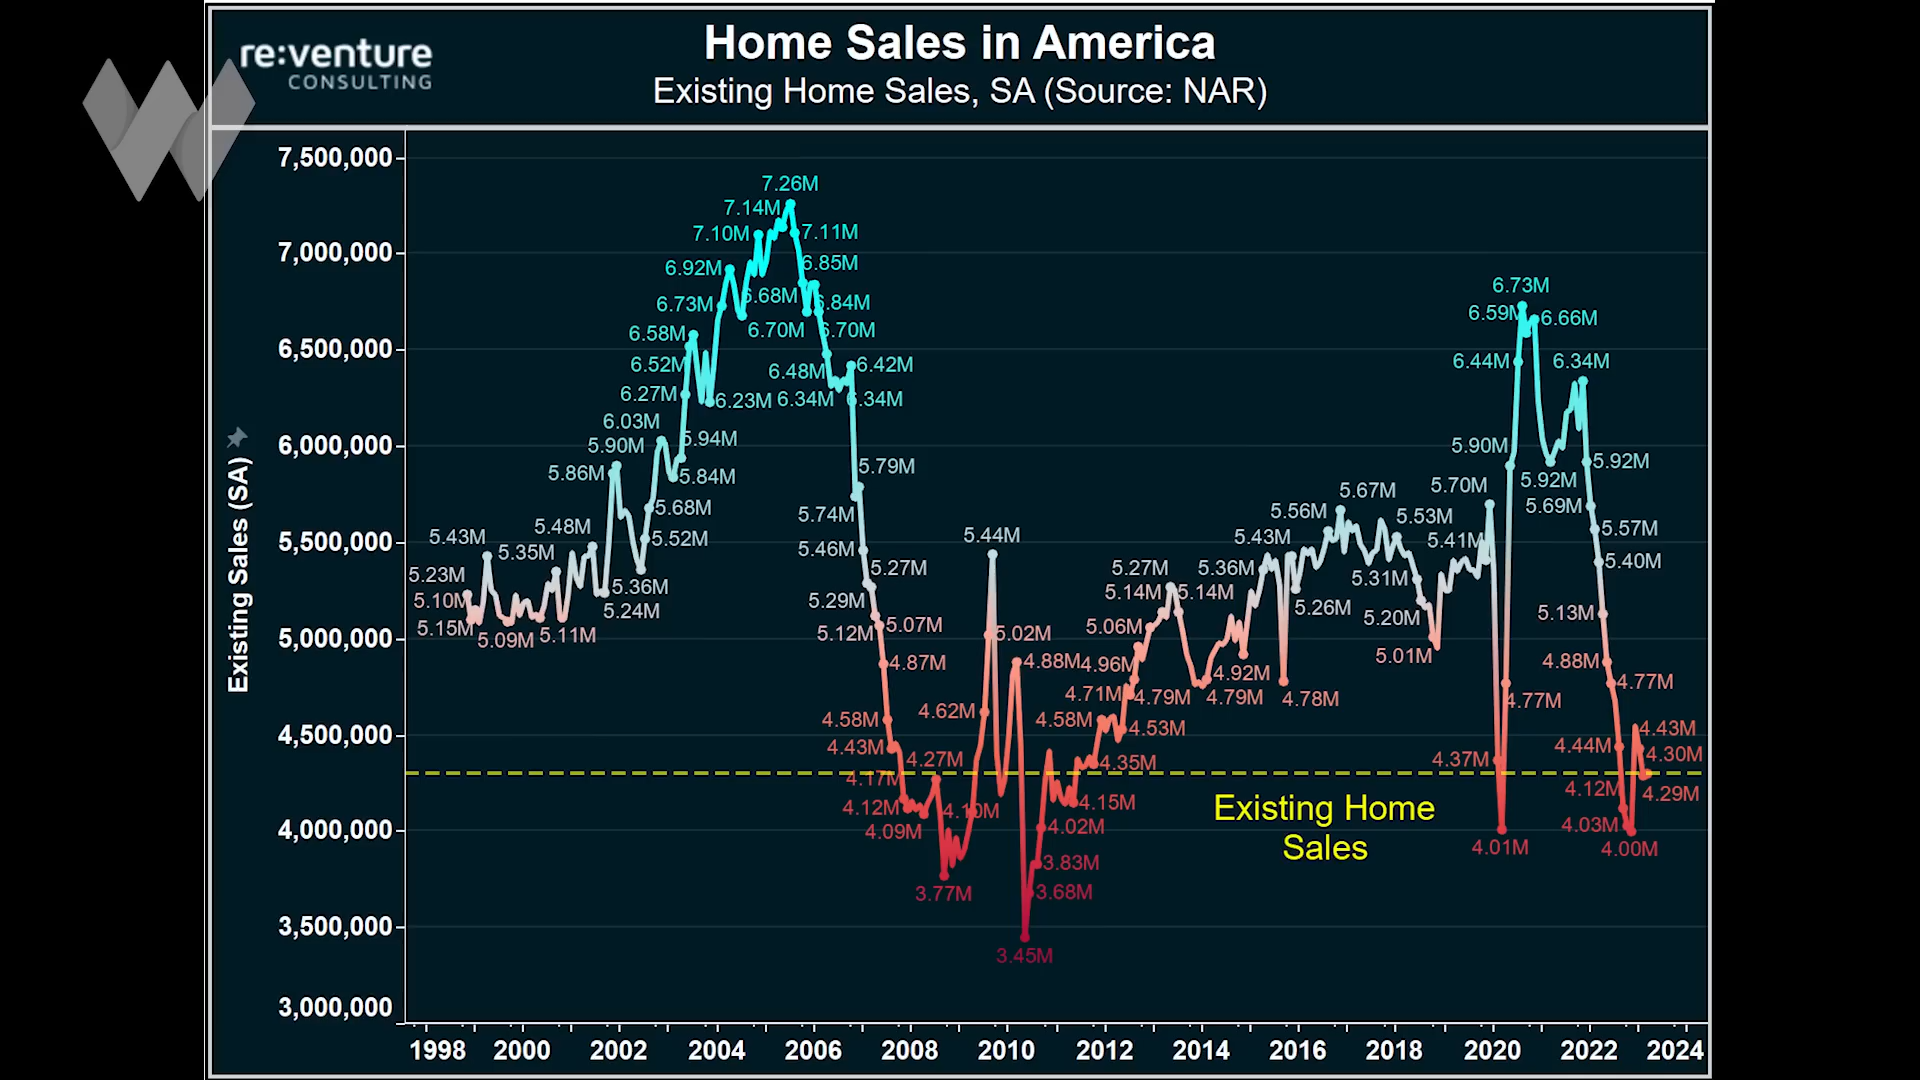 re:venture
CONSULTING
Home Sales in America
Existing Home Sales, SA (Source: NAR)
Existing Sales (SA)
7,500,000
7,000,000
6,500,000
6,000,000
5,500,000
5,000,000
4,500,000
4,000,000
3,500,000
3,000,000
5.23M
5.10M
5.15M
5.43M
5.09M
5.35M
5.11M
5.48M
5.24M
5.86M
5.90M
5.36M
5.52M
5.68M
6.03M
5.84M
5.94M
6.27M
6.52M
6.58M
6.23M
6.73M
6.92M
6.68M
7.10M
7.14M
7.26M
7.11M
6.85M
6.70M
6.84M
6.70M
6.48M
6.34M
6.42M
6.34M
5.74M
5.79M
5.46M
5.29M
5.27M
5.12M
5.07M
4.87M
4.58M
4.43M
4.17M
4.12M
4.09M
4.27M
3.77M
4.10M
4.62M
5.02M
5.44M
4.88M
3.45M
3.68M
3.83M
4.02M
4.15M
4.35M
4.58M
4.53M
4.71M
4.79M
4.96M
5.06M
5.14M
5.27M
5.14M
4.79M
4.92M
5.36M
5.43M
4.78M
5.26M
5.56M
5.67M
5.53M
5.31M
5.20M
5.01M
5.41M
5.70M
4.37M
4.01M
4.77M
5.90M
6.44M
6.73M
6.59M
6.66M
5.92M
6.34M
5.92M
5.69M
5.57M
5.40M
5.13M
4.88M
4.77M
4.44M
4.12M
4.03M
4.00M
4.43M
4.30M
4.29M
Existing Home
Sales
1998 2000 2002 2004 2006 2008 2010 2012 2014 2016 2018 2020 2022 2024